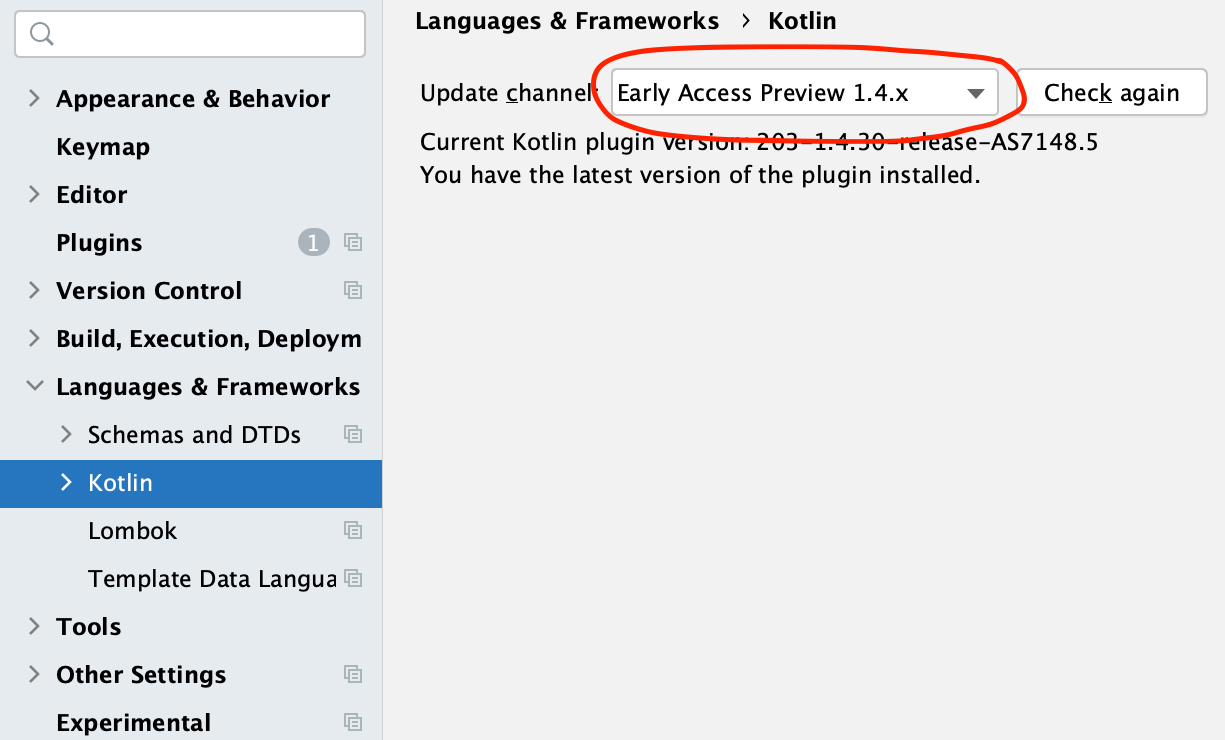 Appearance & Behavior
Keymap
Editor
Plugins 1
Version Control
Build, Execution, Deploym
Languages & Frameworks
Schemas and DTDs
Kotlin
Lombok
Template Data Langua
Tools
Other Settings
Experimental
Languages & Frameworks › Kotlin
Update channel: Early Access Preview 1.4.x Check again
Current Kotlin plugin version: 203-1.4.30-release-AS7148.5
You have the latest version of the plugin installed.